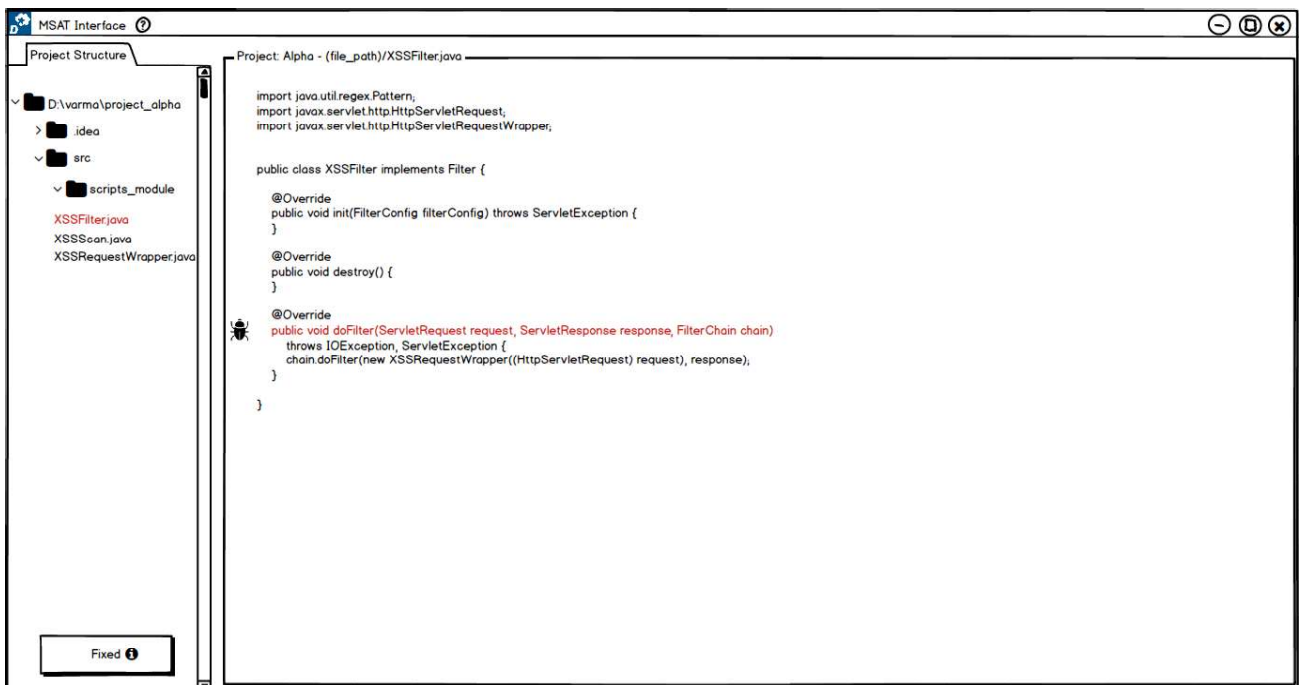 MSAT Interface ?
Project Structure
D:\varma\project_alpha
.idea
src
scripts_module
XSSFilter.java
XSSScan.java
XSSRequestWrapper.java
Fixed i
Project: Alpha - (file_path)/XSSFilter.java
import java.util.regex.Pattern;
import javax.servlet.http.HttpServletRequest;
import javax.servlet.http.HttpServletRequestWrapper;
public class XSSFilter implements Filter {
@Override
public void init(FilterConfig filterConfig) throws ServletException {
}
@Override
public void destroy() {
}
@Override
public void doFilter(ServletRequest request, ServletResponse response, FilterChain chain)
throws IOException, ServletException {
chain.doFilter(new XSSRequestWrapper((HttpServletRequest) request), response);
}
}